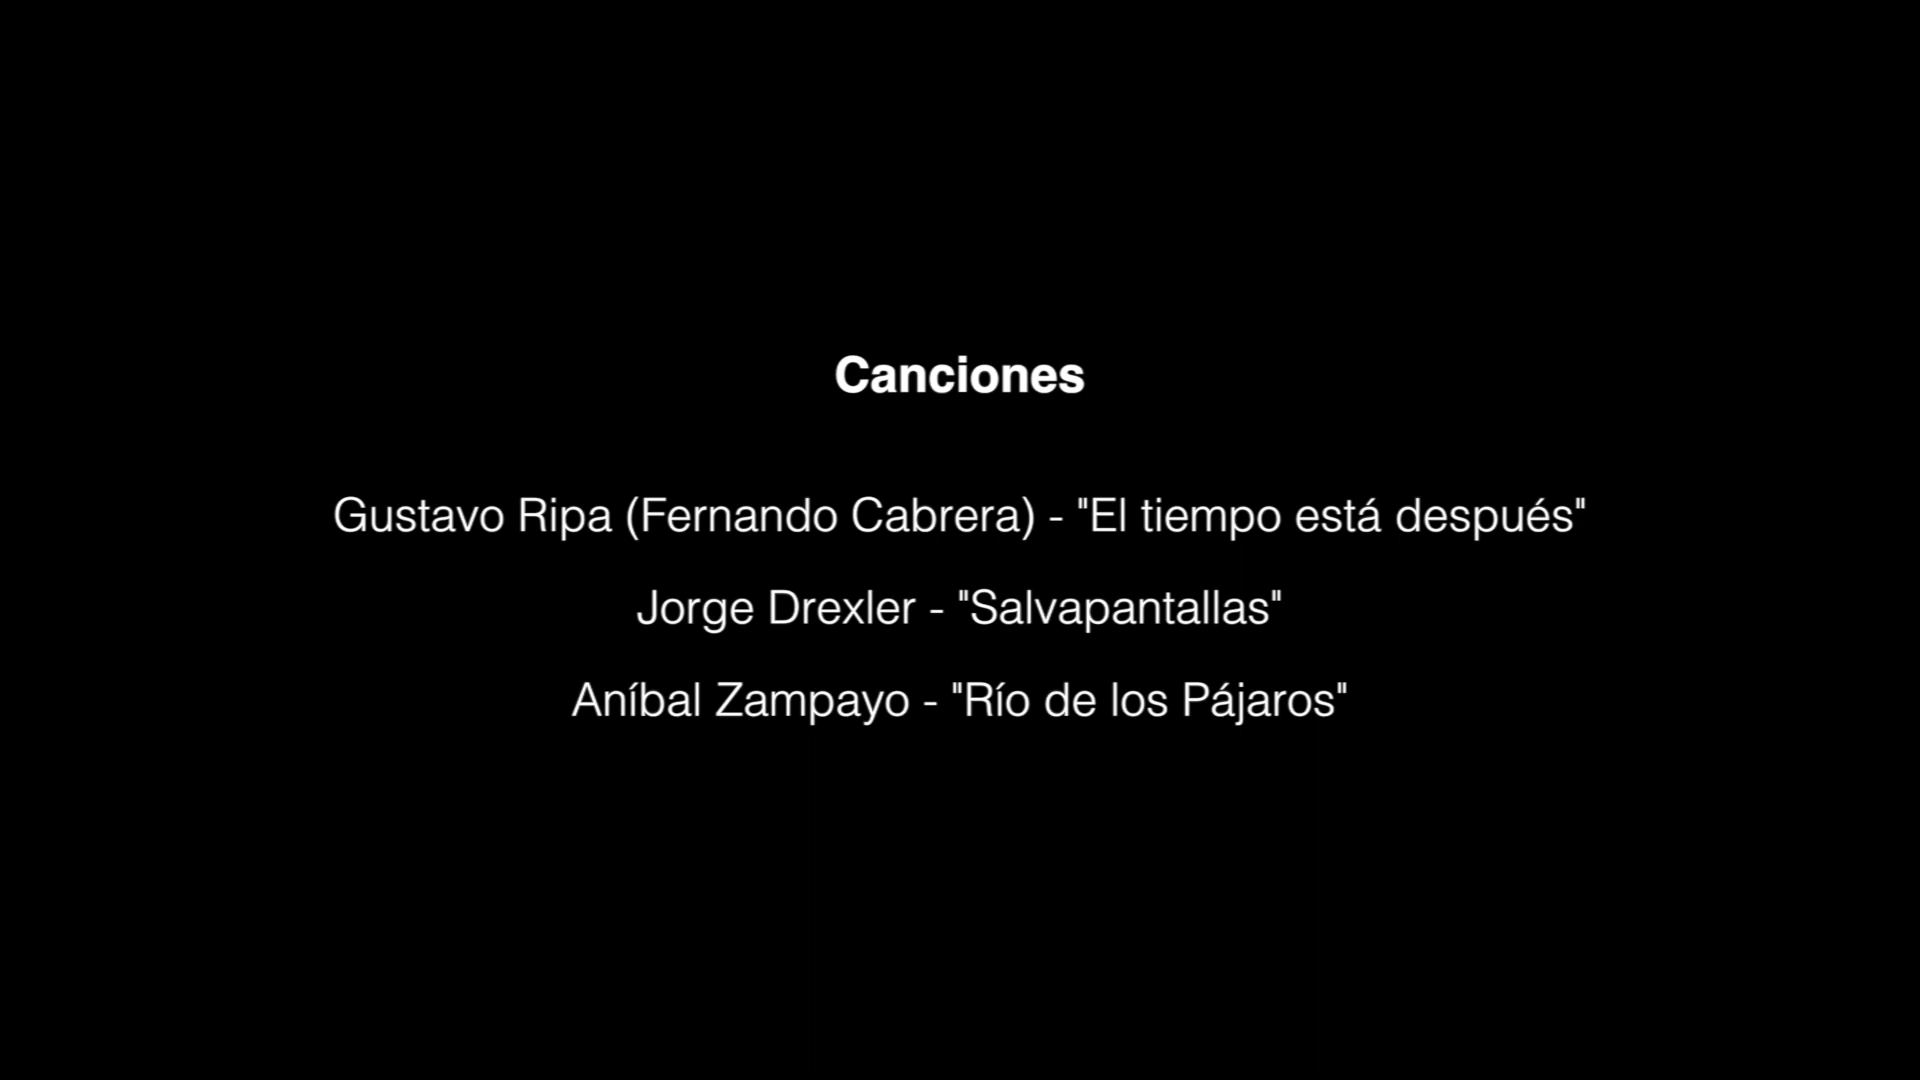 Canciones
Gustavo Ripa (Fernando Cabrera) - "El tiempo está después"
Jorge Drexler - "Salvapantallas"
Aníbal Zampayo - "Río de los Pájaros"